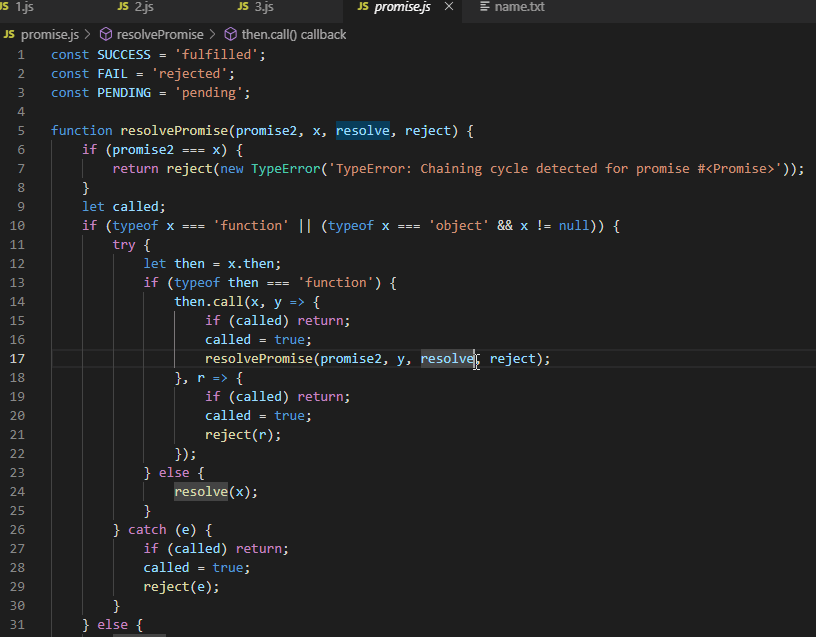 JS 1.js JS 2.js JS 3.js JS promise.js × name.txt
JS promise.js > resolvePromise > then.call() callback
1 const SUCCESS = 'fulfilled';
2 const FAIL = 'rejected';
3 const PENDING = 'pending';
4
5 function resolvePromise(promise2, x, resolve, reject) {
6 if (promise2 === x) {
7 return reject(new TypeError('TypeError: Chaining cycle detected for promise #<Promise>'));
8 }
9 let called;
10 if (typeof x === 'function' || (typeof x === 'object' && x != null)) {
11 try {
12 let then = x.then;
13 if (typeof then === 'function') {
14 then.call(x, y => {
15 if (called) return;
16 called = true;
17 resolvePromise(promise2, y, resolve, reject);
18 }, r => {
19 if (called) return;
20 called = true;
21 reject(r);
22 });
23 } else {
24 resolve(x);
25 }
26 } catch (e) {
27 if (called) return;
28 called = true;
29 reject(e);
30 }
31 } else {